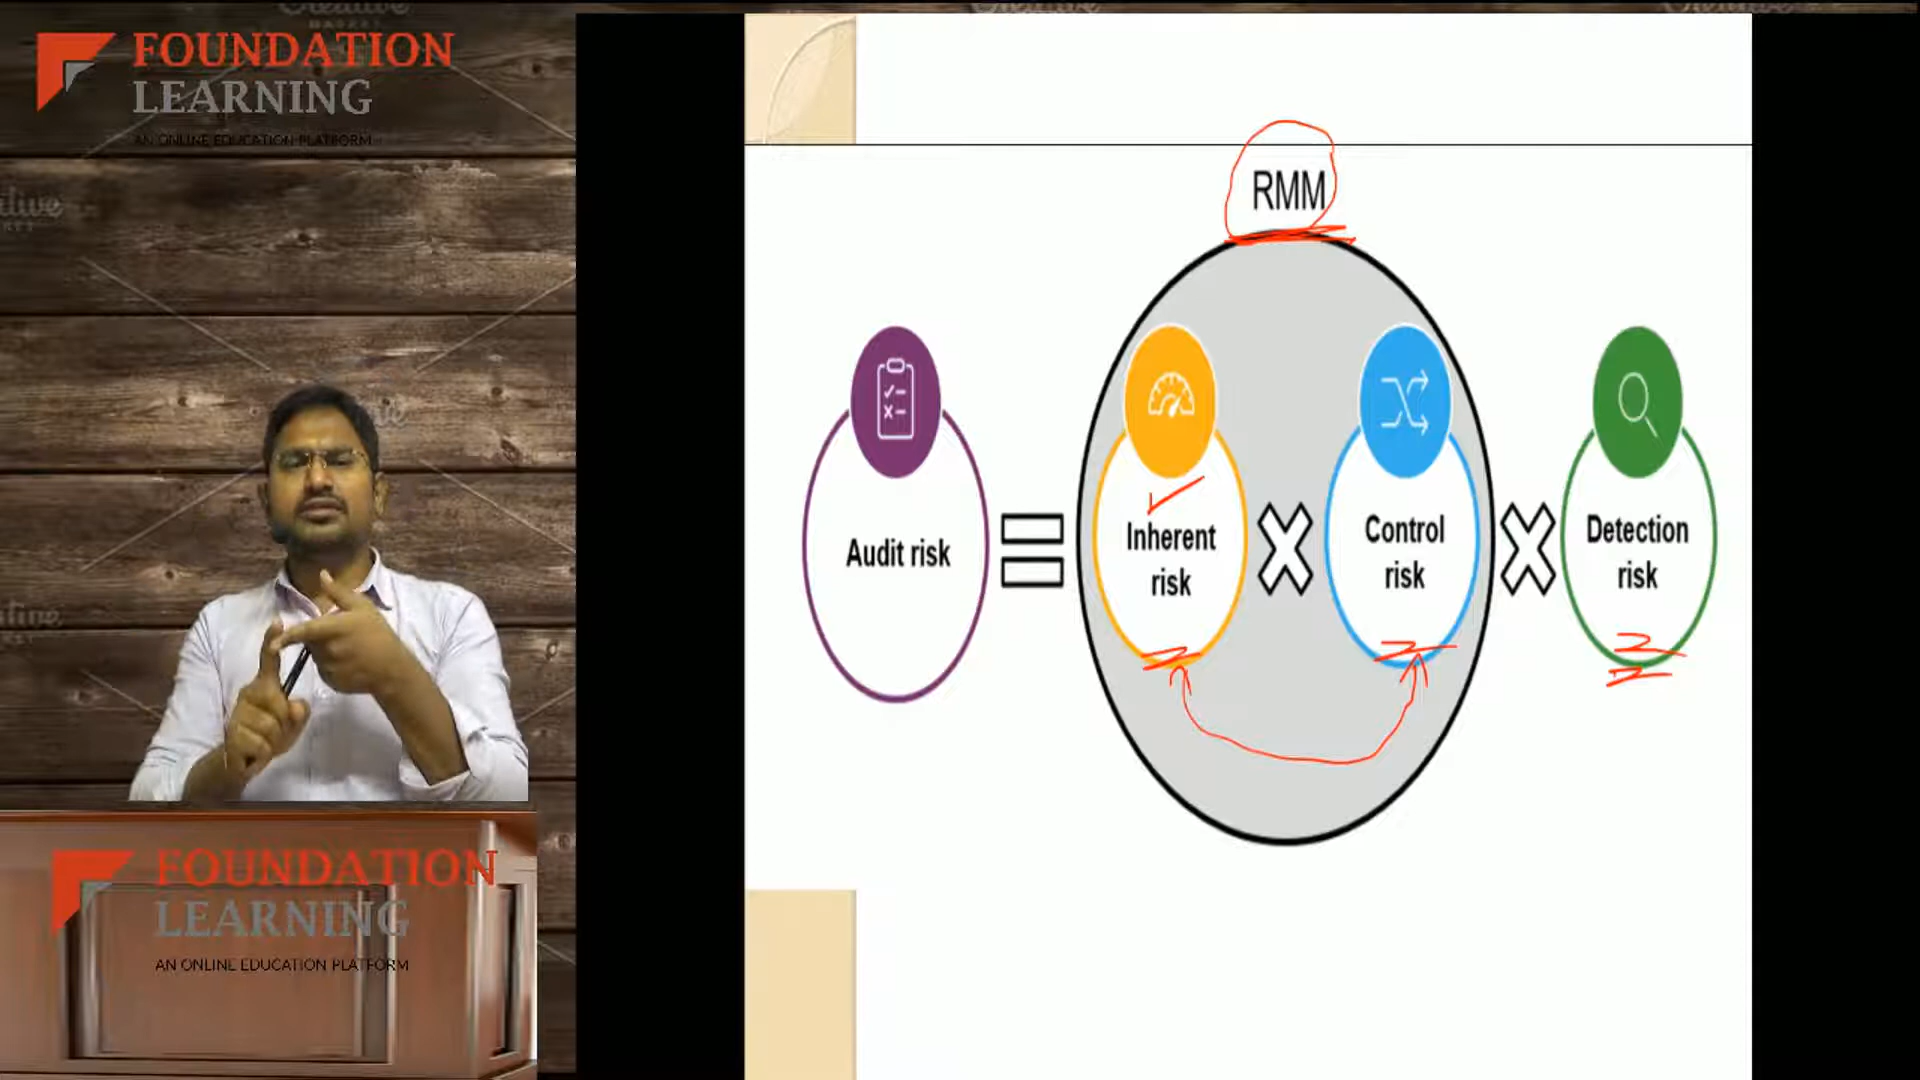 FOUNDATION
LEARNING
AN ONLINE EDUCATION PLATFORM
RMM
Audit risk
Inherent
risk
Control
risk
Detection
risk
FOUNDATION
LEARNING
AN ONLINE EDUCATION PLATFORM